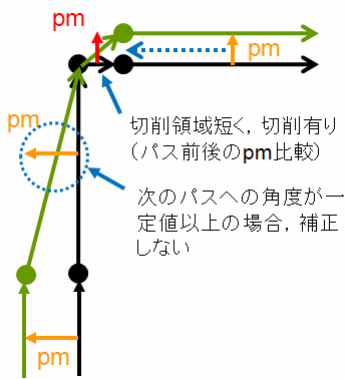 pm
pm
切削領域短く，切削有り
（パス前後のpm比較）
pm
次のパスへの角度が一
定値以上の場合，補正
しない
pm